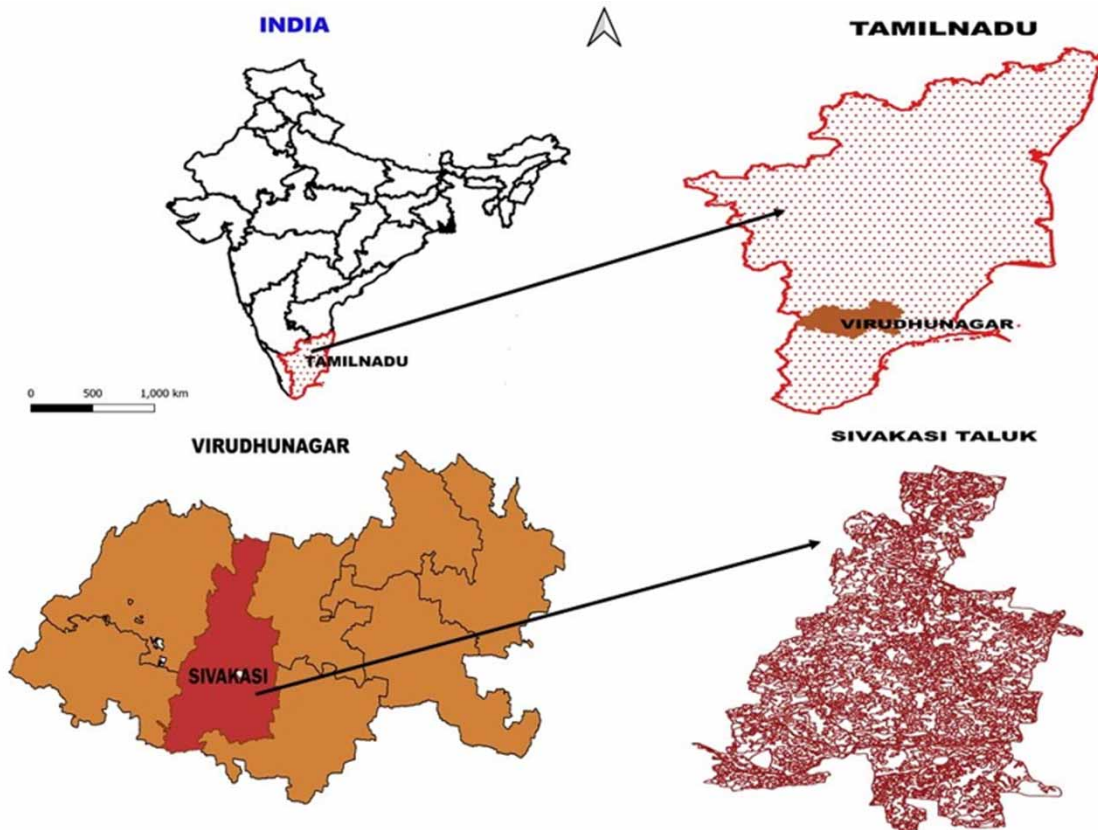 INDIA
TAMILNADU
TAMILNADU
VIRUDHUNAGAR
0 500 1,000 km
VIRUDHUNAGAR
SIVAKASI TALUK
SIVAKASI